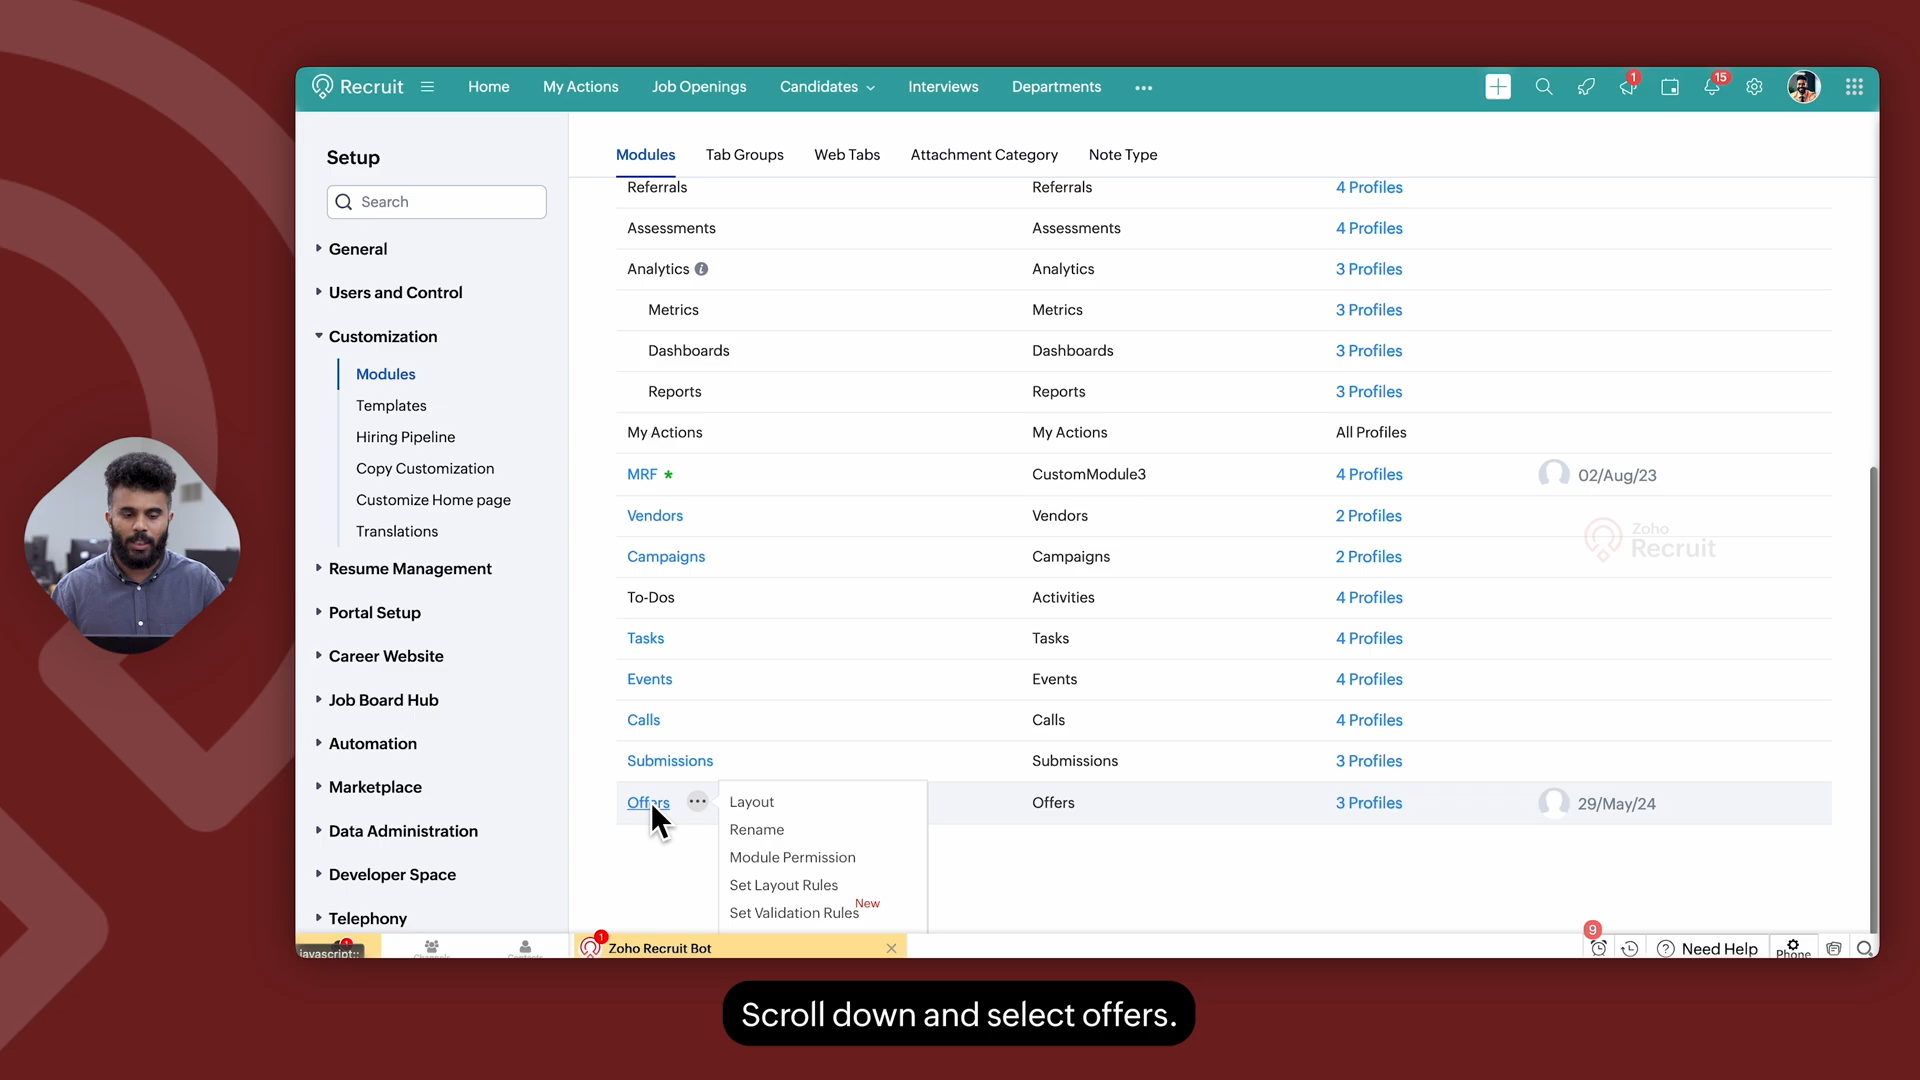 Recruit
Home
My Actions
Job Openings
Candidates
Interviews
Departments
1
15
Setup
Search
General
Users and Control
Customization
Modules
Templates
Hiring Pipeline
Copy Customization
Customize Home page
Translations
Resume Management
Portal Setup
Career Website
Job Board Hub
Automation
Marketplace
Data Administration
Developer Space
Telephony
Modules Tab Groups Web Tabs Attachment Category Note Type
Referrals Referrals 4 Profiles
Assessments Assessments 4 Profiles
Analytics Analytics 3 Profiles
Metrics Metrics 3 Profiles
Dashboards Dashboards 3 Profiles
Reports Reports 3 Profiles
My Actions My Actions All Profiles
MRF * CustomModule3 4 Profiles 02/Aug/23
Vendors Vendors 2 Profiles
Campaigns Campaigns 2 Profiles
To-Dos Activities 4 Profiles
Tasks Tasks 4 Profiles
Events Events 4 Profiles
Calls Calls 4 Profiles
Submissions Submissions 3 Profiles
Offers ... Offers 3 Profiles 29/May/24
Layout
Rename
Module Permission
Set Layout Rules
Set Validation Rules New
Zoho
Recruit
javascript:;
1
Channels
Contacts
1
Zoho Recruit Bot
9
Need Help
Phone
Scroll down and select offers.